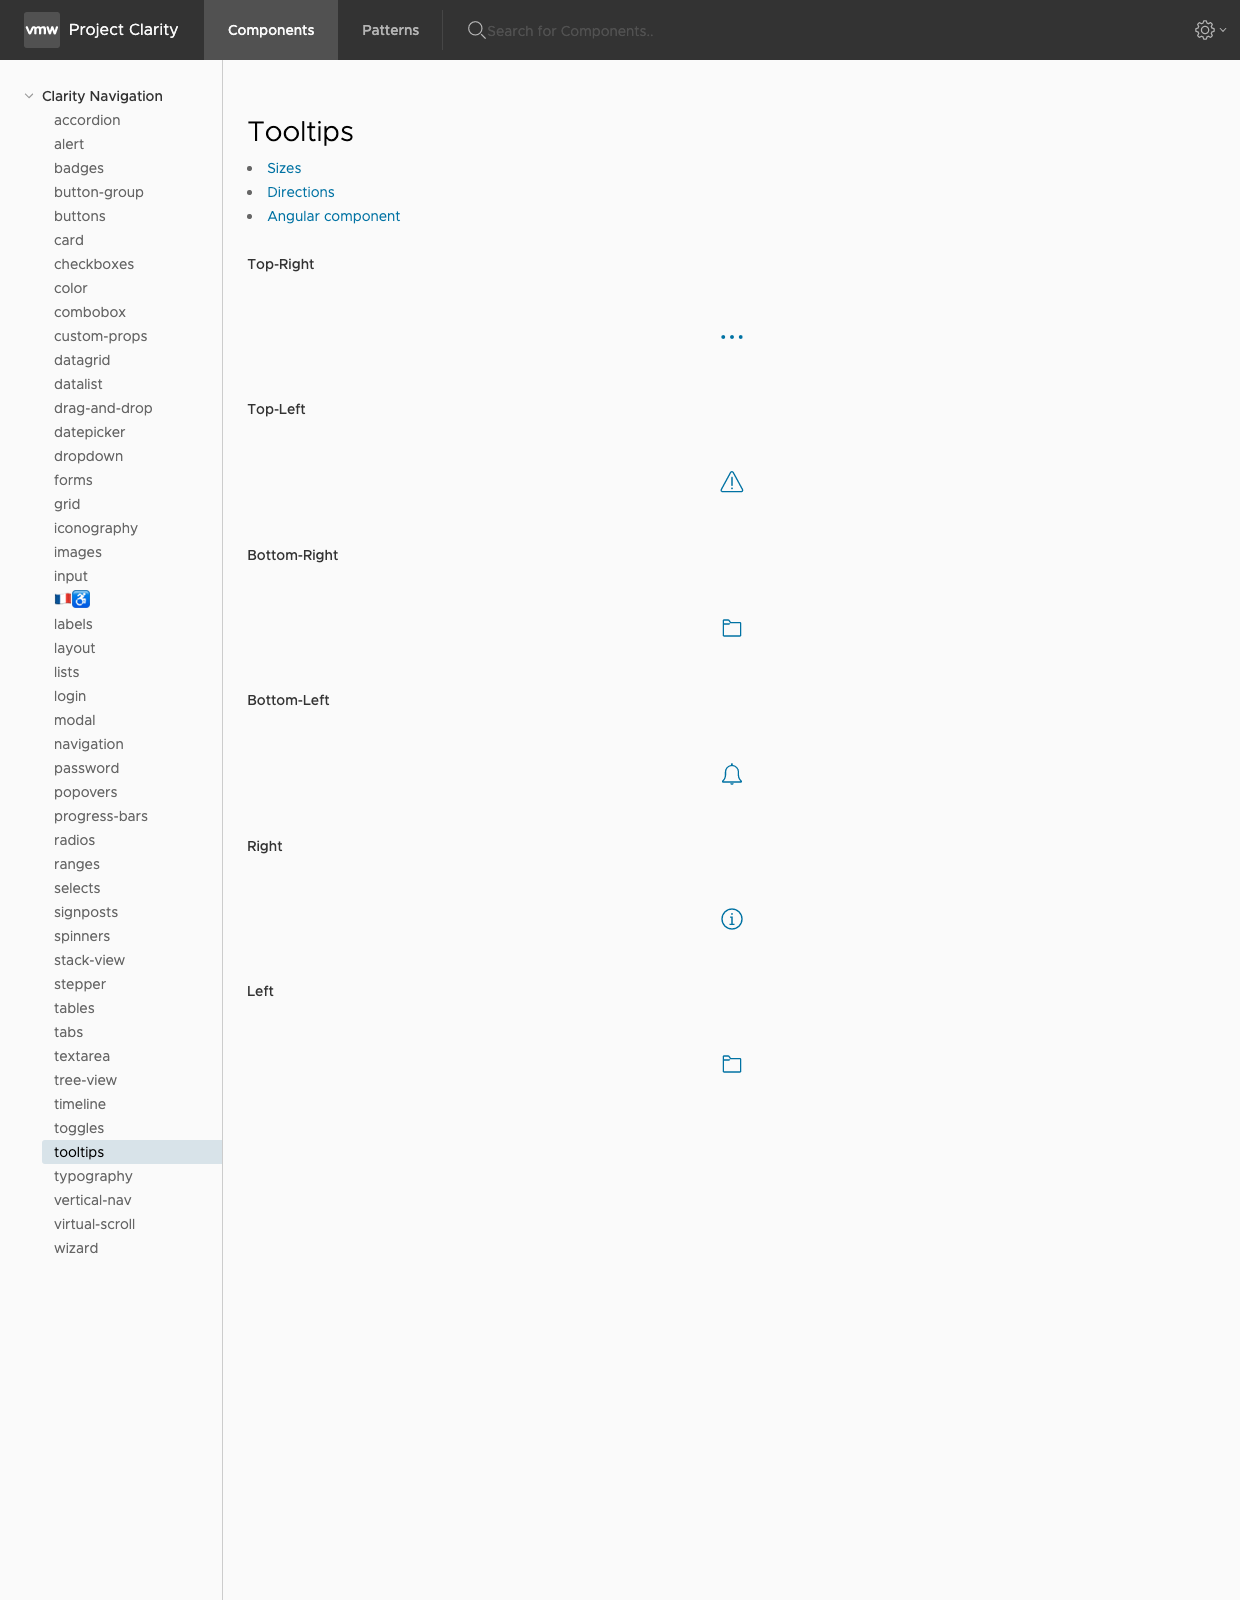 vmw Project Clarity Components Patterns Search for Components..
Clarity Navigation
accordion
alert
badges
button-group
buttons
card
checkboxes
color
combobox
custom-props
datagrid
datalist
drag-and-drop
datepicker
dropdown
forms
grid
iconography
images
input
🇫🇷♿
labels
layout
lists
login
modal
navigation
password
popovers
progress-bars
radios
ranges
selects
signposts
spinners
stack-view
stepper
tables
tabs
textarea
tree-view
timeline
toggles
tooltips
typography
vertical-nav
virtual-scroll
wizard
Tooltips
Sizes
Directions
Angular component
Top-Right
Top-Left
Bottom-Right
Bottom-Left
Right
Left